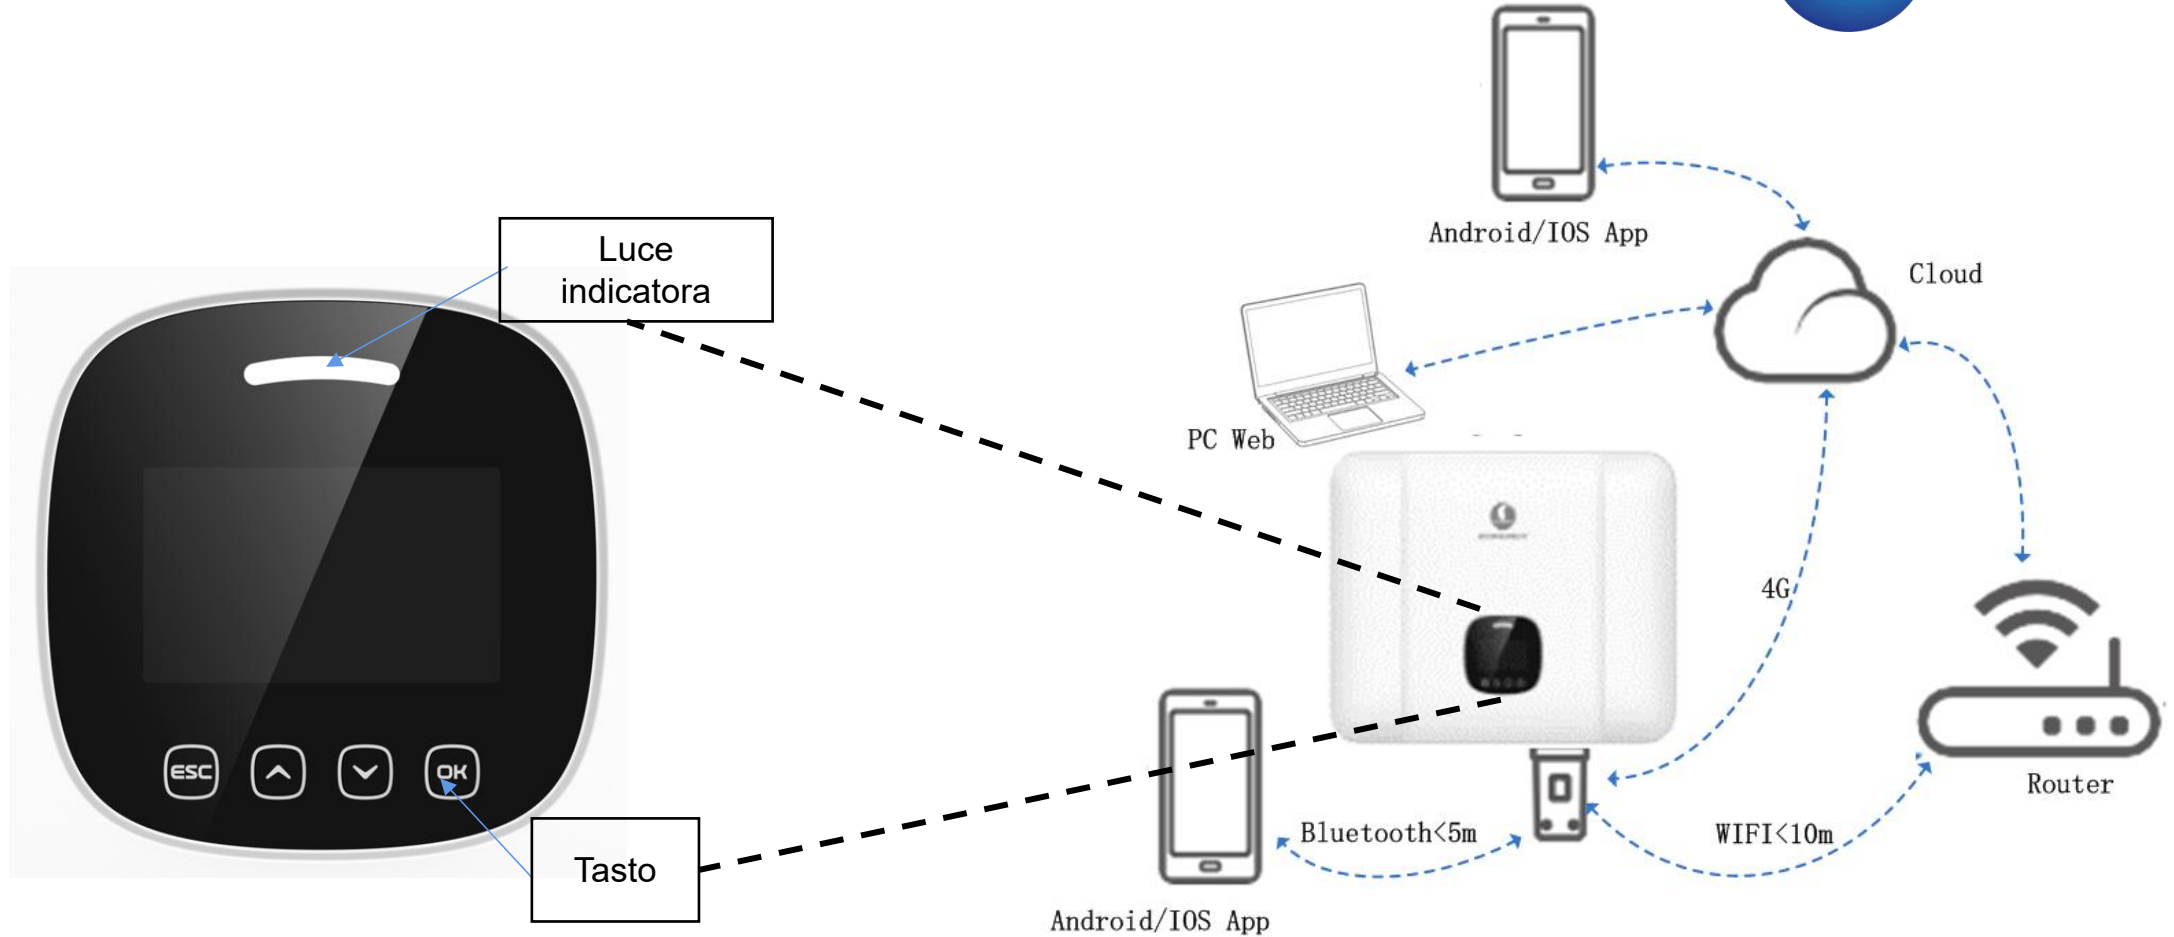 Luce
indicatora
ESC
OK
Tasto
Android/IOS App
Cloud
PC Web
4G
Router
Bluetooth<5m
WIFI<10m
Android/IOS App